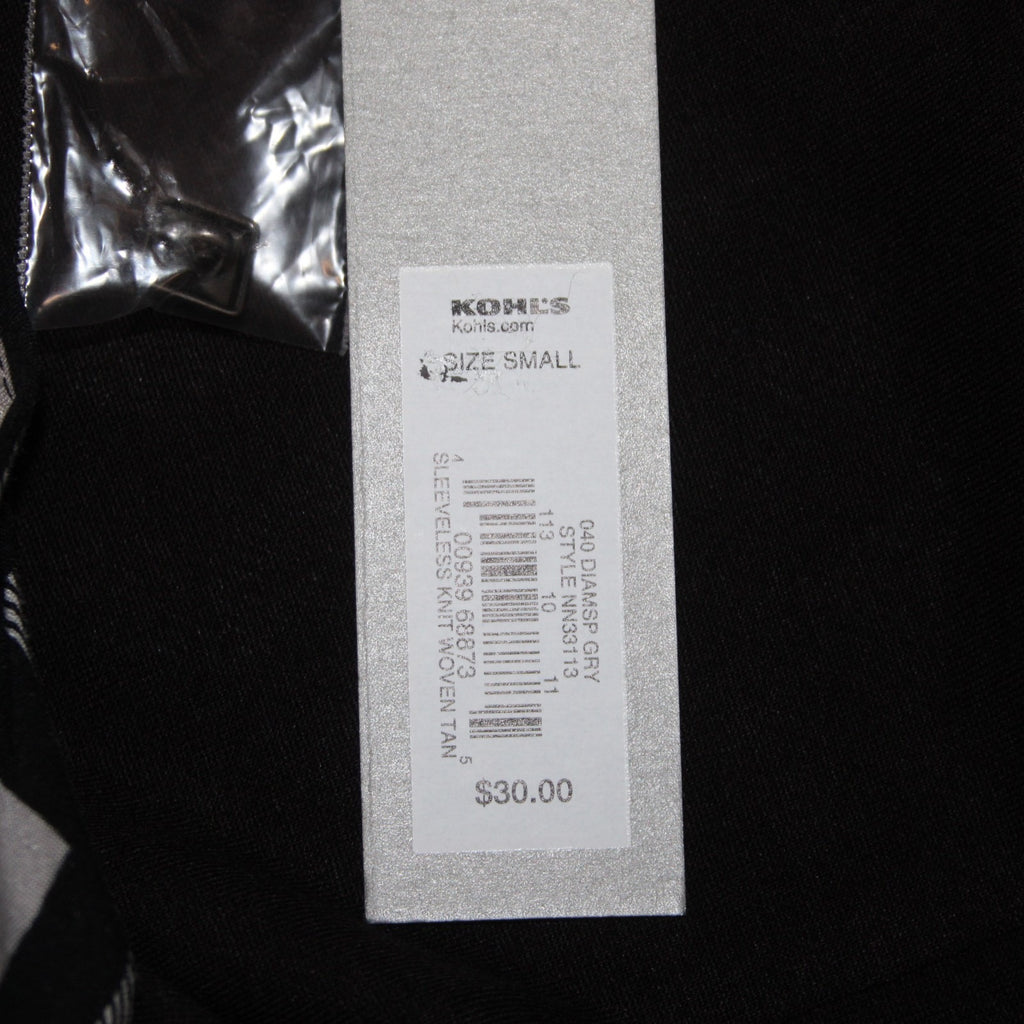 KOHL'S
Kohls.com
SIZE SMALL
040 DIAMSP GRY
STYLE NN33113
113 10 11
4 00939 68873 5
SLEEVELESS KNIT WOVEN TAN
$30.00